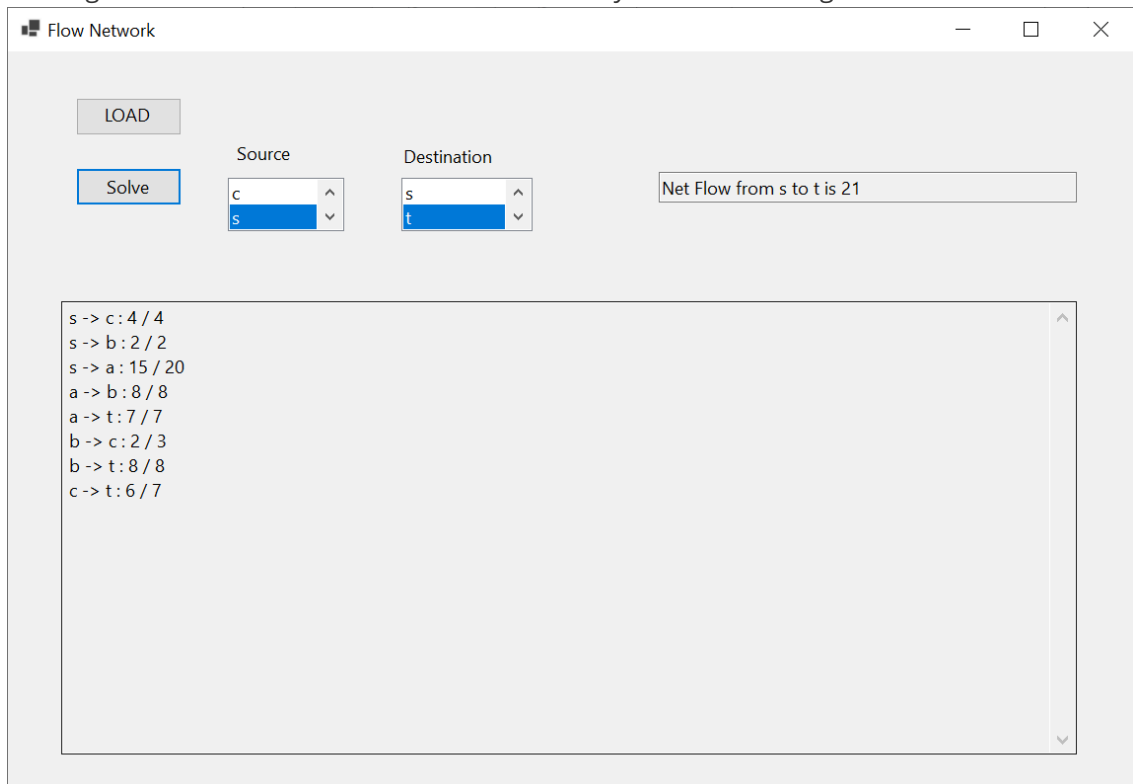 Flow Network
LOAD
Source
Destination
Solve
c
s
s
t
Net Flow from s to t is 21
s -> c : 4 / 4
s -> b : 2 / 2
s -> a : 15 / 20
a -> b : 8 / 8
a -> t : 7 / 7
b -> c : 2 / 3
b -> t : 8 / 8
c -> t : 6 / 7